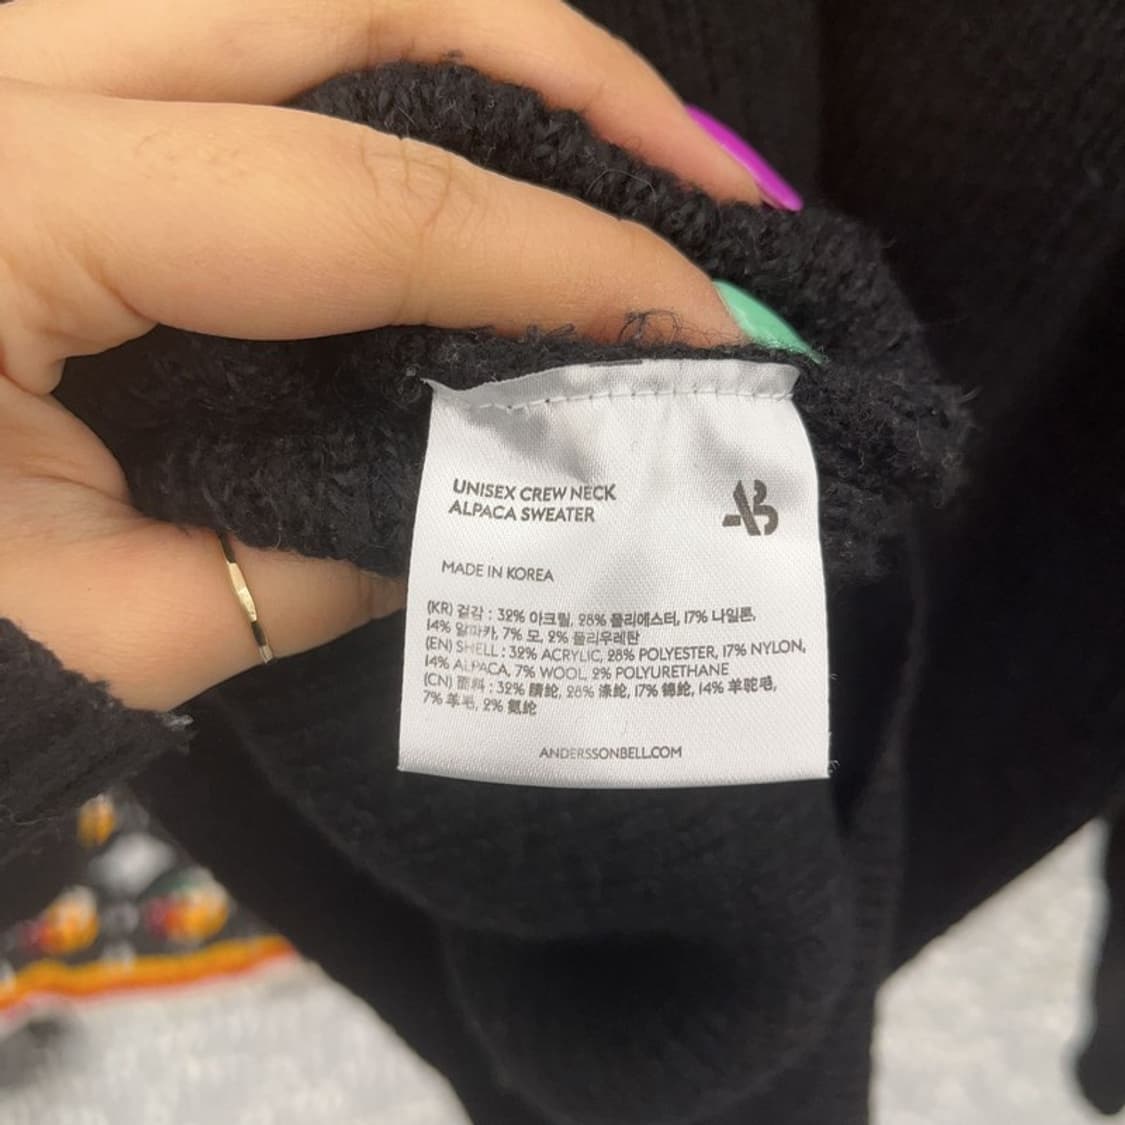 UNISEX CREW NECK
ALPACA SWEATER
AB
MADE IN KOREA
(KR) 겉감 : 32% 아크릴, 28% 폴리에스터, 17% 나일론,
14% 알파카, 7% 모, 2% 폴리우레탄
(EN) SHELL : 32% ACRYLIC, 28% POLYESTER, 17% NYLON,
14% ALPACA, 7% WOOL, 2% POLYURETHANE
(CN) 面料 : 32% 腈纶, 28% 涤纶, 17% 锦纶, 14% 羊驼毛,
7% 羊毛, 2% 氨纶
ANDERSSONBELL.COM